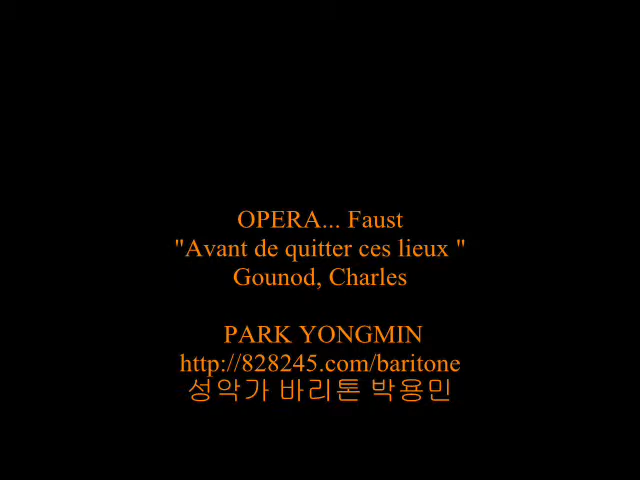 OPERA... Faust
"Avant de quitter ces lieux "
Gounod, Charles
PARK YONGMIN
http://828245.com/baritone
성악가 바리톤 박용민